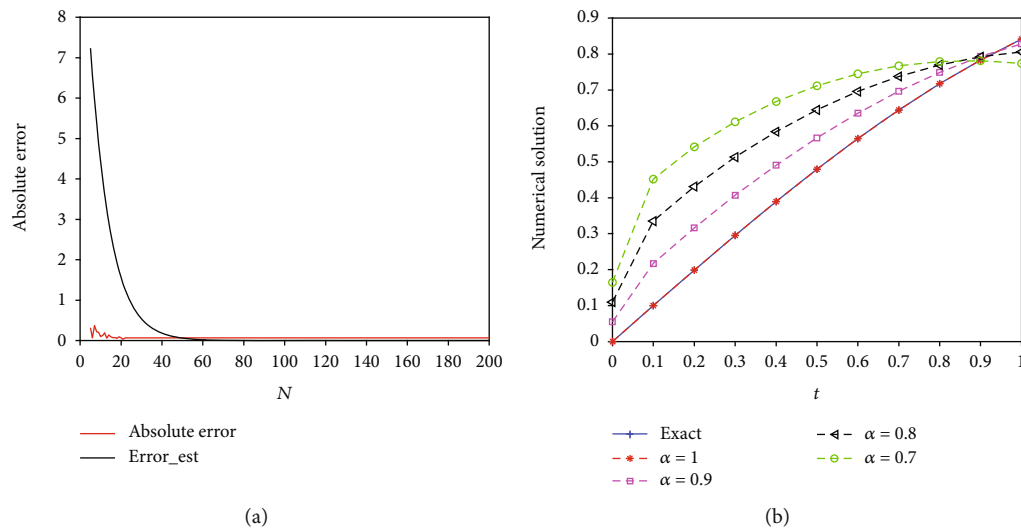 8
7
6
5
4
3
2
1
0
Absolute error
0 20 40 60 80 100 120 140 160 180 200
N
Absolute error
Error_est
(a)
0.9
0.8
0.7
0.6
0.5
0.4
0.3
0.2
0.1
0
Numerical solution
0 0.1 0.2 0.3 0.4 0.5 0.6 0.7 0.8 0.9 1
t
Exact
α = 1
α = 0.9
α = 0.8
α = 0.7
(b)